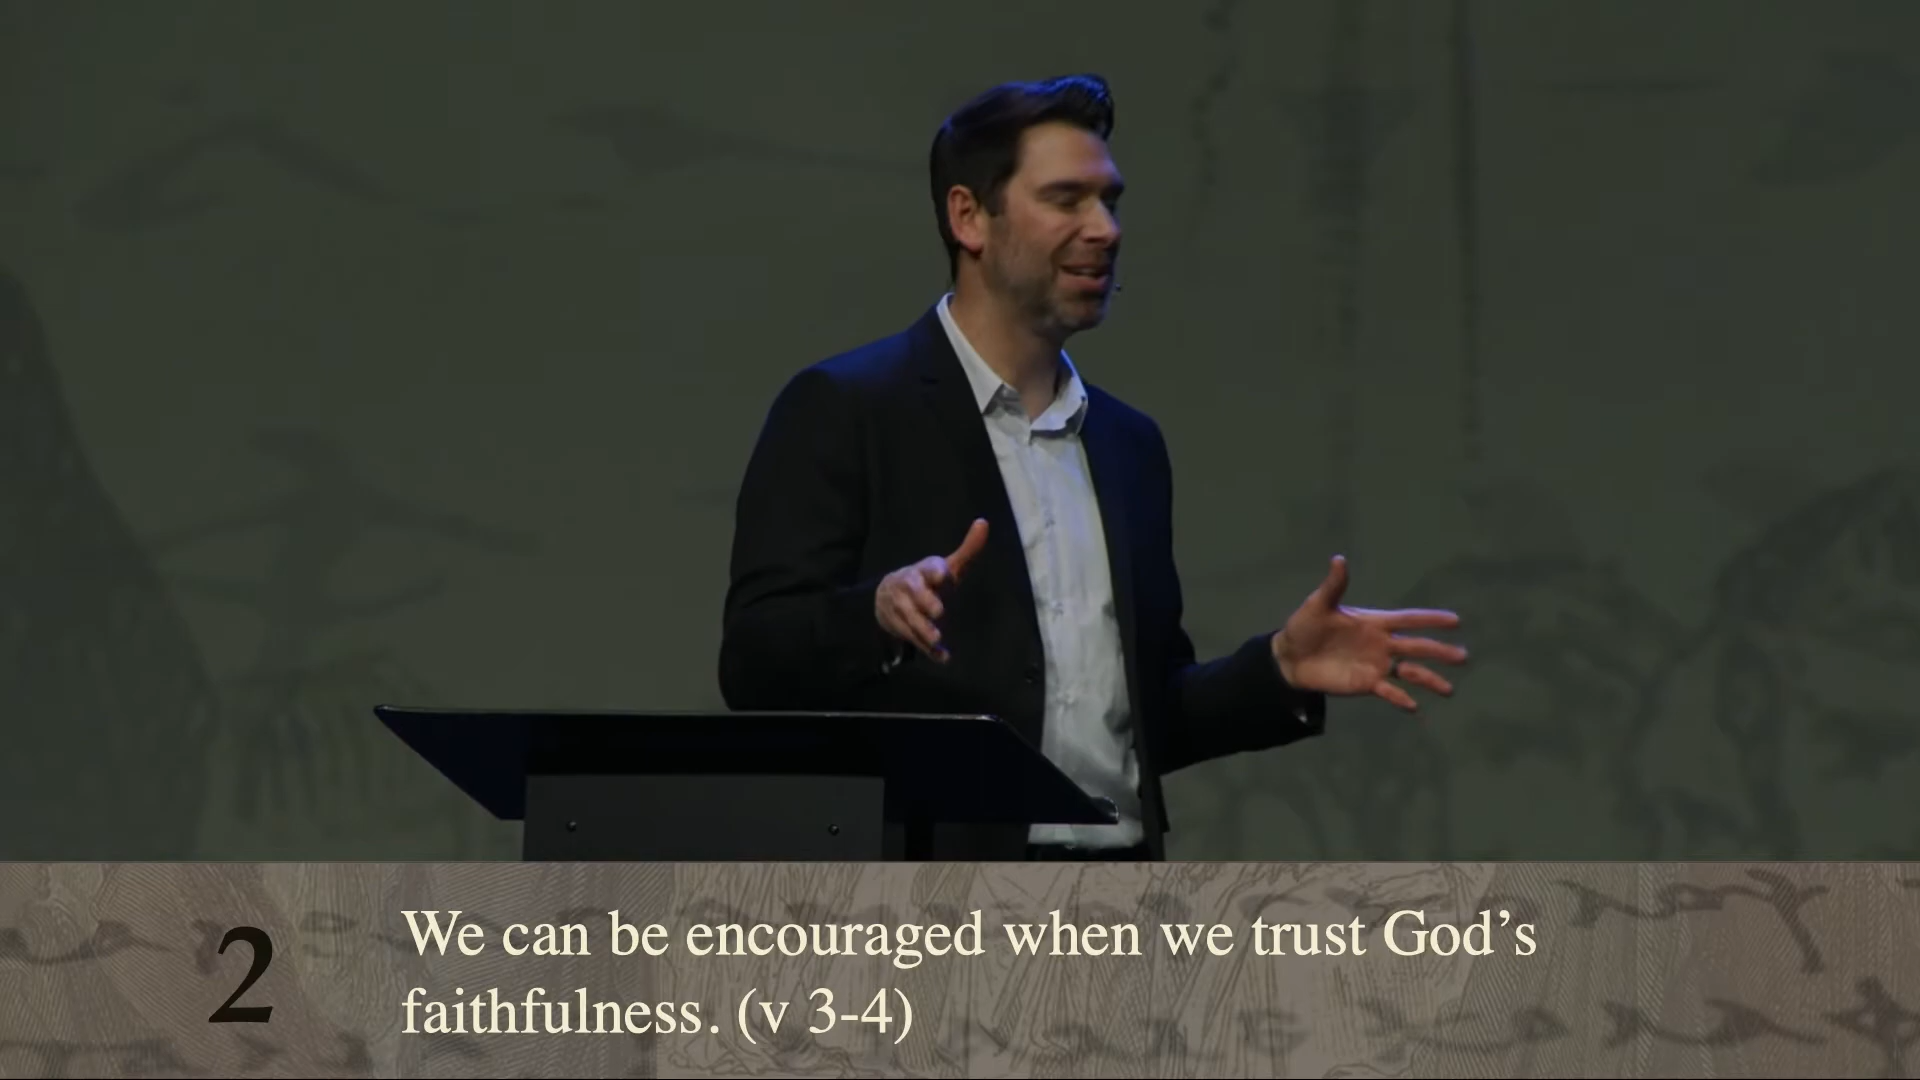 2
We can be encouraged when we trust God’s
faithfulness. (v 3-4)